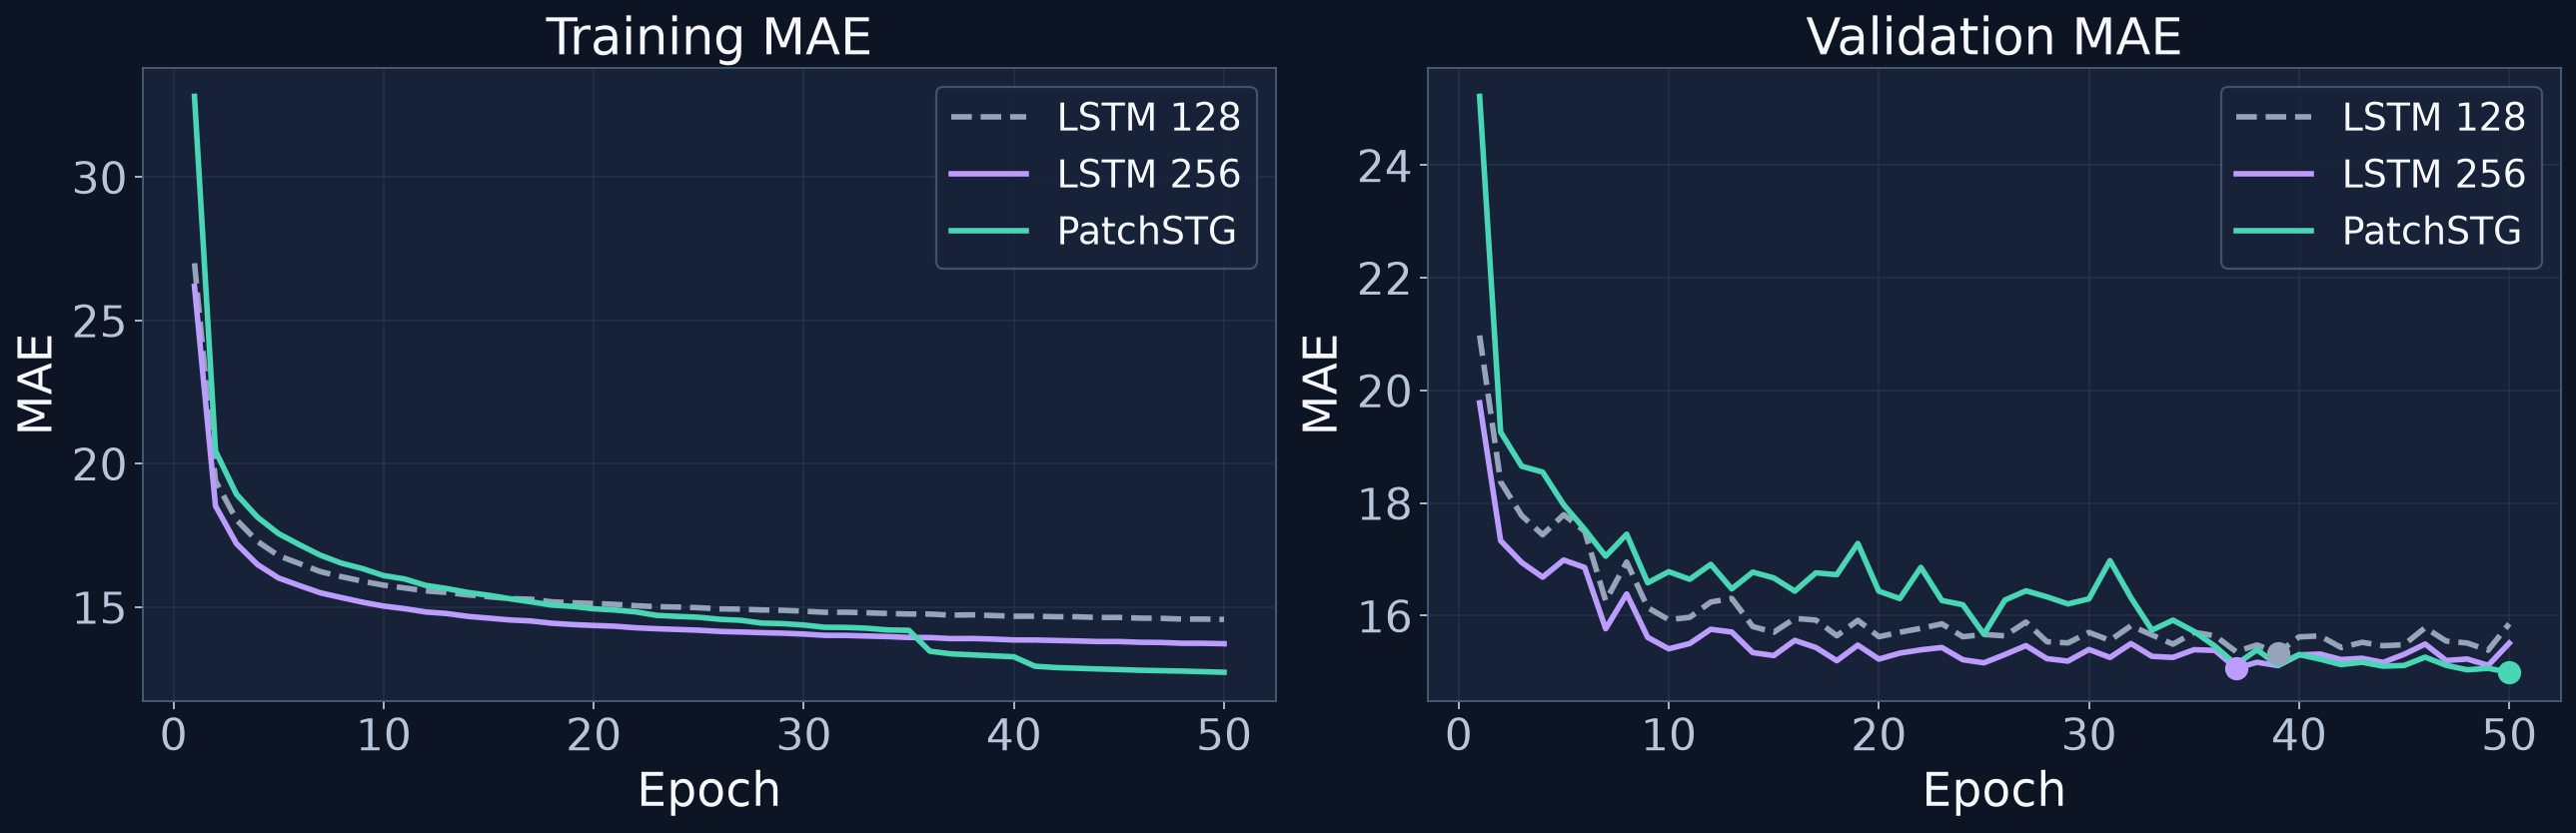 Training MAE
MAE
30
25
20
15
0 10 20 30 40 50
Epoch
LSTM 128
LSTM 256
PatchSTG
Validation MAE
MAE
24
22
20
18
16
0 10 20 30 40 50
Epoch
LSTM 128
LSTM 256
PatchSTG